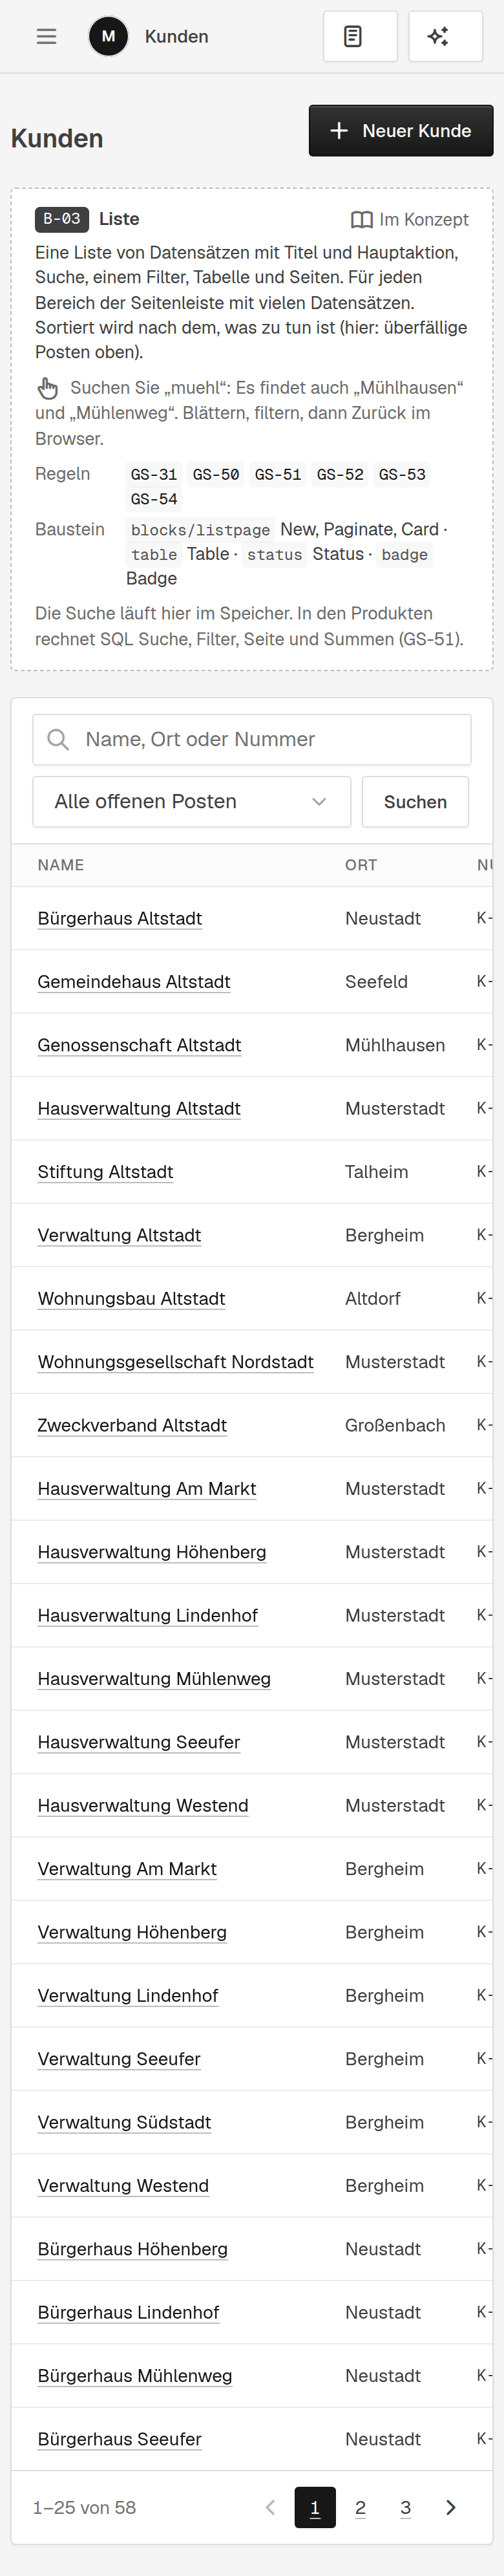 M Kunden
Kunden
Neuer Kunde
B-03 Liste Im Konzept
Eine Liste von Datensätzen mit Titel und Hauptaktion,
Suche, einem Filter, Tabelle und Seiten. Für jeden
Bereich der Seitenleiste mit vielen Datensätzen.
Sortiert wird nach dem, was zu tun ist (hier: überfällige
Posten oben).
Suchen Sie „muehl“: Es findet auch „Mühlhausen“
und „Mühlenweg“. Blättern, filtern, dann Zurück im
Browser.
Regeln GS-31 GS-50 GS-51 GS-52 GS-53
GS-54
Baustein blocks/listpage New, Paginate, Card ·
table Table · status Status · badge
Badge
Die Suche läuft hier im Speicher. In den Produkten
rechnet SQL Suche, Filter, Seite und Summen (GS-51).
Name, Ort oder Nummer
Alle offenen Posten Suchen
NAME ORT
Bürgerhaus Altstadt Neustadt K-
Gemeindehaus Altstadt Seefeld K-
Genossenschaft Altstadt Mühlhausen K-
Hausverwaltung Altstadt Musterstadt K-
Stiftung Altstadt Talheim K-
Verwaltung Altstadt Bergheim K-
Wohnungsbau Altstadt Altdorf K-
Wohnungsgesellschaft Nordstadt Musterstadt K-
Zweckverband Altstadt Großenbach K-
Hausverwaltung Am Markt Musterstadt K-
Hausverwaltung Höhenberg Musterstadt K-
Hausverwaltung Lindenhof Musterstadt K-
Hausverwaltung Mühlenweg Musterstadt K-
Hausverwaltung Seeufer Musterstadt K-
Hausverwaltung Westend Musterstadt K-
Verwaltung Am Markt Bergheim K-
Verwaltung Höhenberg Bergheim K-
Verwaltung Lindenhof Bergheim K-
Verwaltung Seeufer Bergheim K-
Verwaltung Südstadt Bergheim K-
Verwaltung Westend Bergheim K-
Bürgerhaus Höhenberg Neustadt K-
Bürgerhaus Lindenhof Neustadt K-
Bürgerhaus Mühlenweg Neustadt K-
Bürgerhaus Seeufer Neustadt K-
1–25 von 58 1 2 3